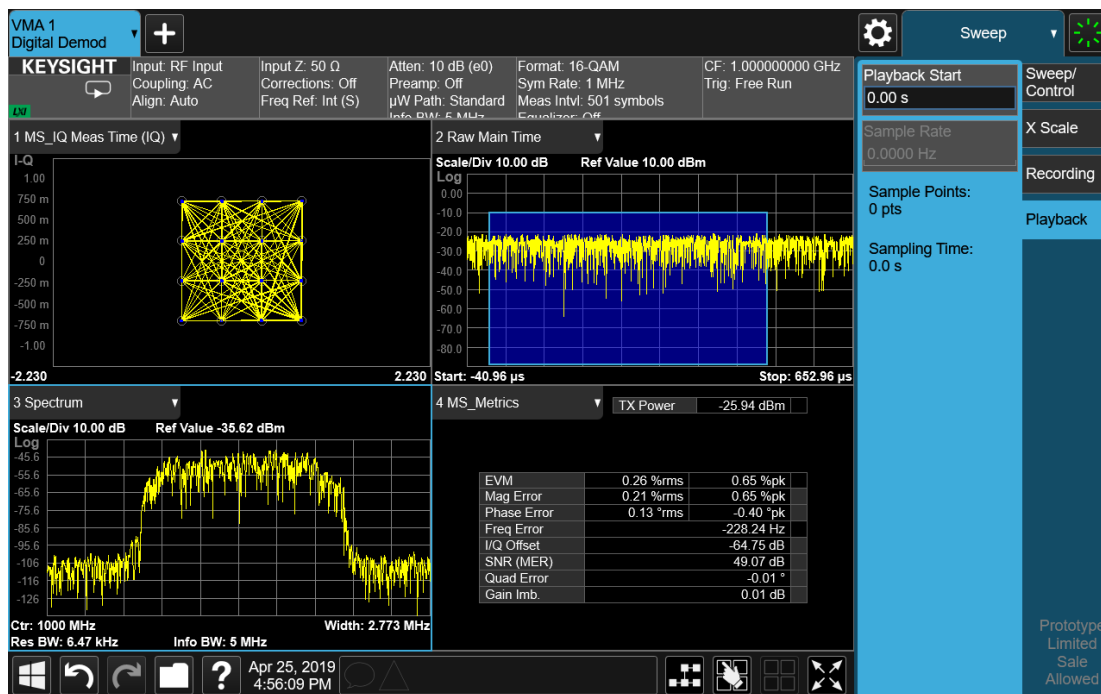 VMA 1
Digital Demod
Sweep
KEYSIGHT
LXI
Input: RF Input
Coupling: AC
Align: Auto
Input Z: 50 Ω
Corrections: Off
Freq Ref: Int (S)
Atten: 10 dB (e0)
Preamp: Off
µW Path: Standard
Info BW: 5 MHz
Format: 16-QAM
Sym Rate: 1 MHz
Meas Intvl: 501 symbols
Equalizer: Off
CF: 1.000000000 GHz
Trig: Free Run
1 MS_IQ Meas Time (IQ)
I-Q
1.00
750 m
500 m
250 m
0
-250 m
-500 m
-750 m
-1.00
-2.230
2.230
2 Raw Main Time
Scale/Div 10.00 dB
Ref Value 10.00 dBm
Log
0.00
-10.0
-20.0
-30.0
-40.0
-50.0
-60.0
-70.0
-80.0
Start: -40.96 µs
Stop: 652.96 µs
3 Spectrum
Scale/Div 10.00 dB
Ref Value -35.62 dBm
Log
-45.6
-55.6
-65.6
-75.6
-85.6
-95.6
-106
-116
-126
Ctr: 1000 MHz
Width: 2.773 MHz
Res BW: 6.47 kHz
Info BW: 5 MHz
4 MS_Metrics
TX Power -25.94 dBm
EVM 0.26 %rms 0.65 %pk
Mag Error 0.21 %rms 0.65 %pk
Phase Error 0.13 °rms -0.40 °pk
Freq Error -228.24 Hz
I/Q Offset -64.75 dB
SNR (MER) 49.07 dB
Quad Error -0.01 °
Gain Imb. 0.01 dB
Playback Start
0.00 s
Sample Rate
0.0000 Hz
Sample Points:
0 pts
Sampling Time:
0.0 s
Sweep/
Control
X Scale
Recording
Playback
Prototype
Limited
Sale
Allowed
?
Apr 25, 2019
4:56:09 PM